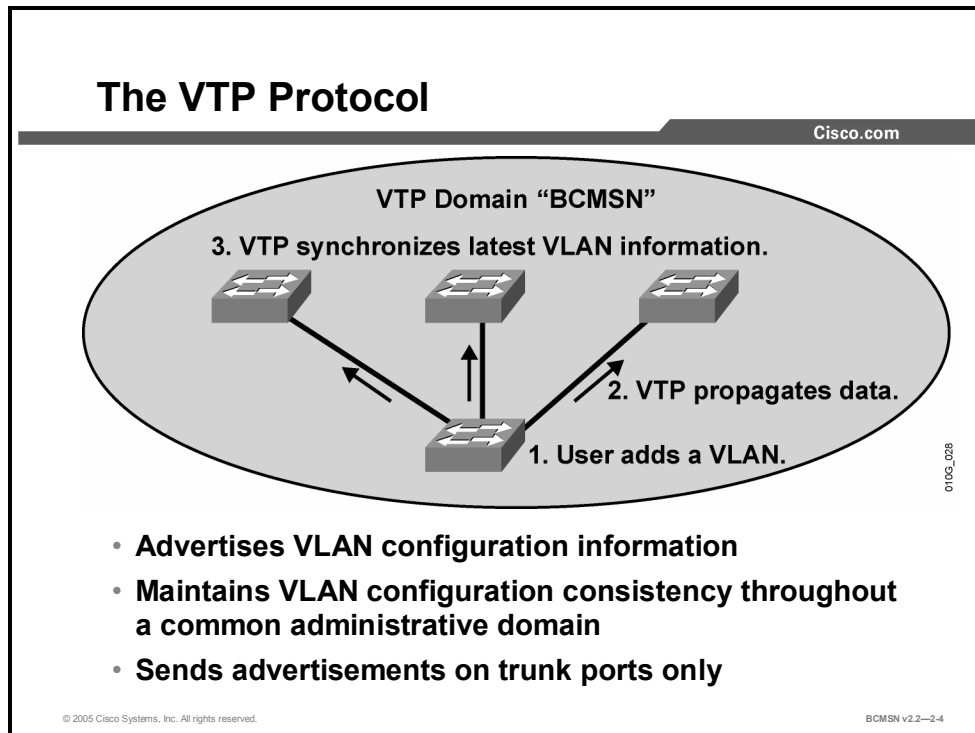 The VTP Protocol
Cisco.com
VTP Domain “BCMSN”
3. VTP synchronizes latest VLAN information.
2. VTP propagates data.
1. User adds a VLAN.
010G_028
• Advertises VLAN configuration information
• Maintains VLAN configuration consistency throughout
a common administrative domain
• Sends advertisements on trunk ports only
© 2005 Cisco Systems, Inc. All rights reserved.
BCMSN v2.2—2-4